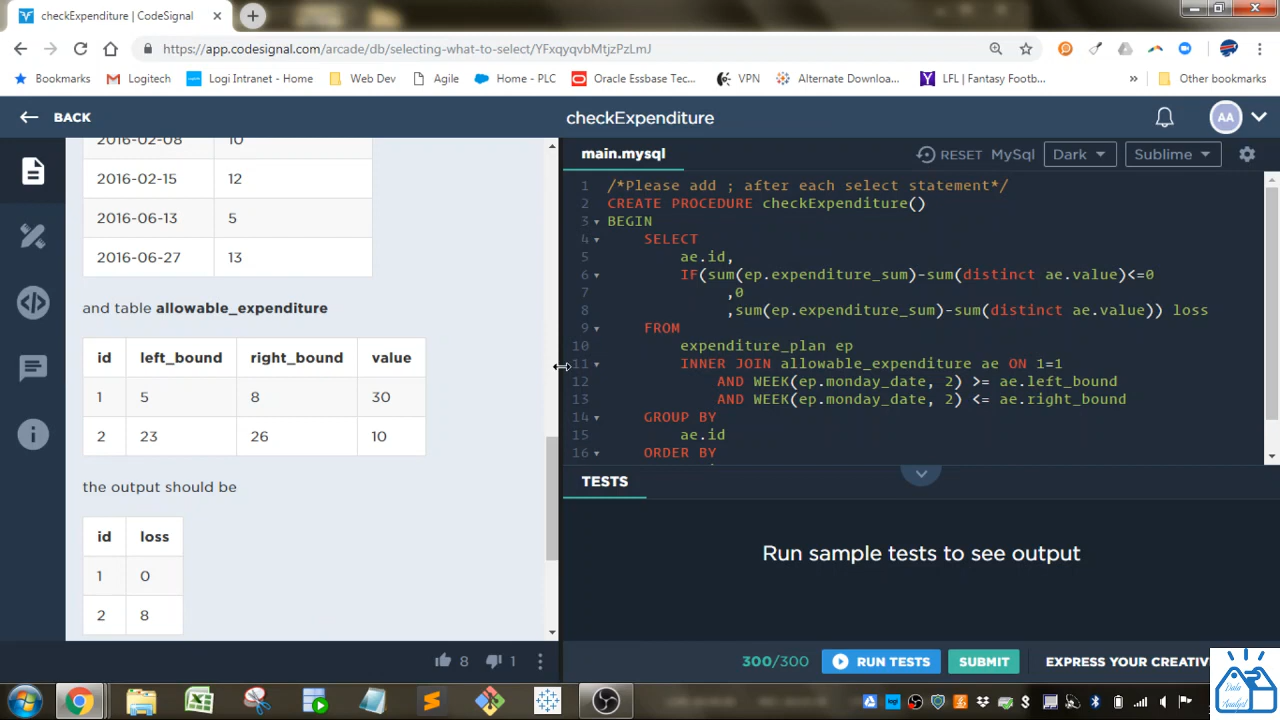 checkExpenditure | CodeSignal
https://app.codesignal.com/arcade/db/selecting-what-to-select/YFxqyqvbMtjzPzLmJ
Bookmarks Logitech Logi Intranet - Home Web Dev Agile Home - PLC Oracle Essbase Tec... VPN Alternate Downloa... LFL | Fantasy Footb... » Other bookmarks
BACK checkExpenditure AA
main.mysql RESET MySql Dark Sublime
2016-02-08 10
2016-02-15 12
2016-06-13 5
2016-06-27 13
and table allowable_expenditure
id left_bound right_bound value
1 5 8 30
2 23 26 10
the output should be
id loss
1 0
2 8
8 1
1 /*Please add ; after each select statement*/
2 CREATE PROCEDURE checkExpenditure()
3 BEGIN
4 SELECT
5 ae.id,
6 IF(sum(ep.expenditure_sum)-sum(distinct ae.value)<=0
7 ,0
8 ,sum(ep.expenditure_sum)-sum(distinct ae.value)) loss
9 FROM
10 expenditure_plan ep
11 INNER JOIN allowable_expenditure ae ON 1=1
12 AND WEEK(ep.monday_date, 2) >= ae.left_bound
13 AND WEEK(ep.monday_date, 2) <= ae.right_bound
14 GROUP BY
15 ae.id
16 ORDER BY
TESTS
Run sample tests to see output
300/300 RUN TESTS SUBMIT EXPRESS YOUR CREATIV
Data
Analyst